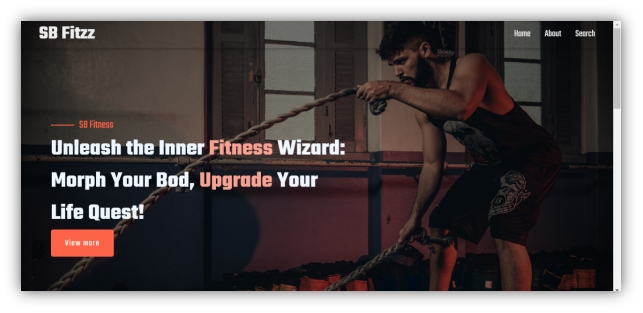 SB Fitzz
Home About Search
SB Fitness
Unleash the Inner Fitness Wizard:
Morph Your Bod, Upgrade Your
Life Quest!
View more